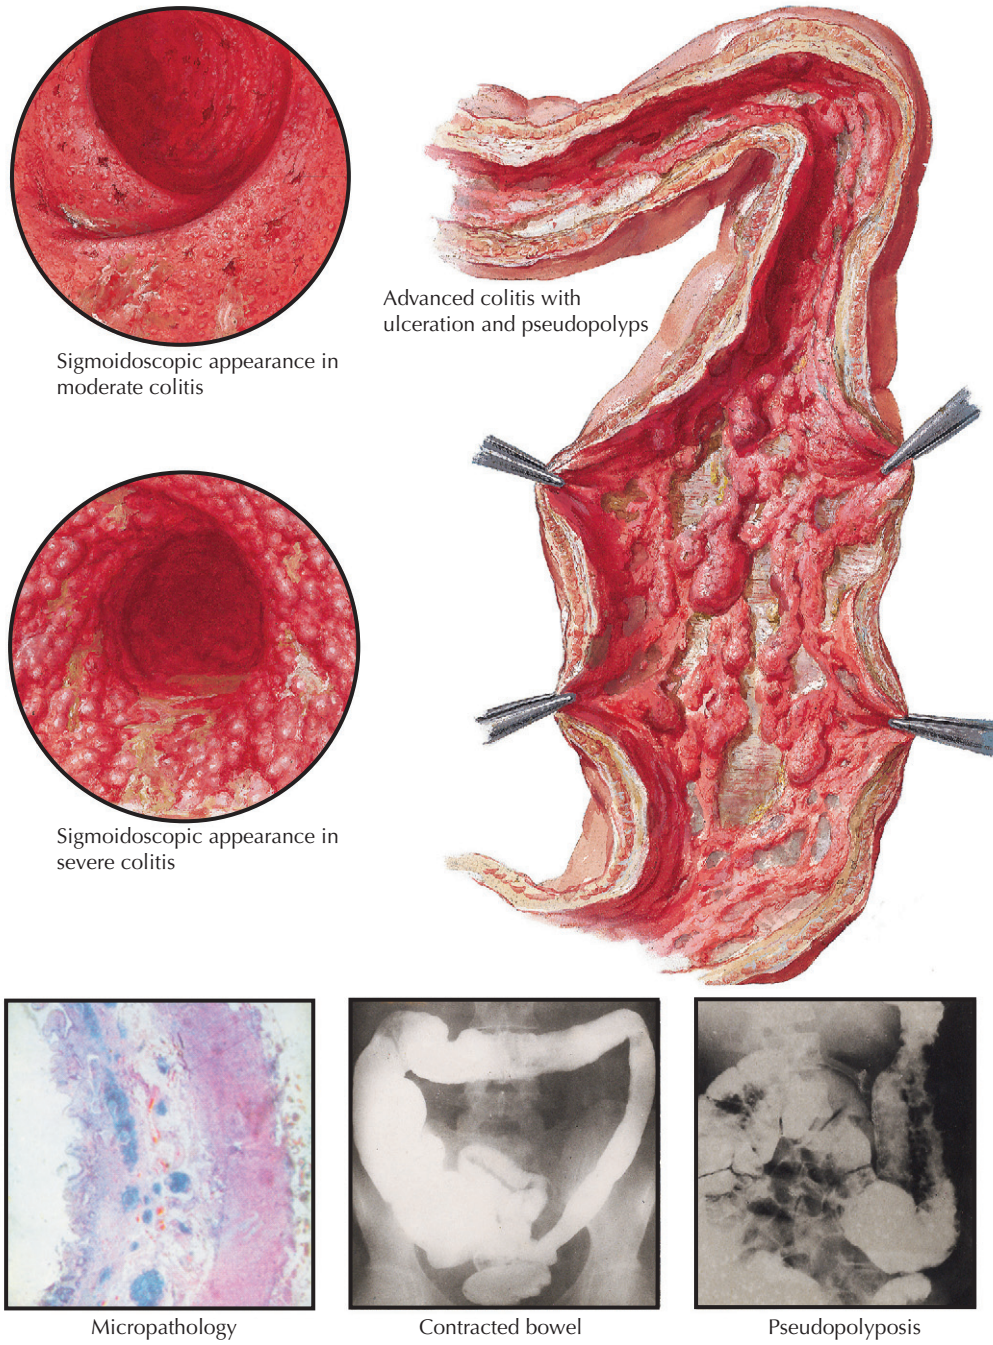 Advanced colitis with
ulceration and pseudopolyps
Sigmoidoscopic appearance in
moderate colitis
Sigmoidoscopic appearance in
severe colitis
Micropathology
Contracted bowel
Pseudopolyposis